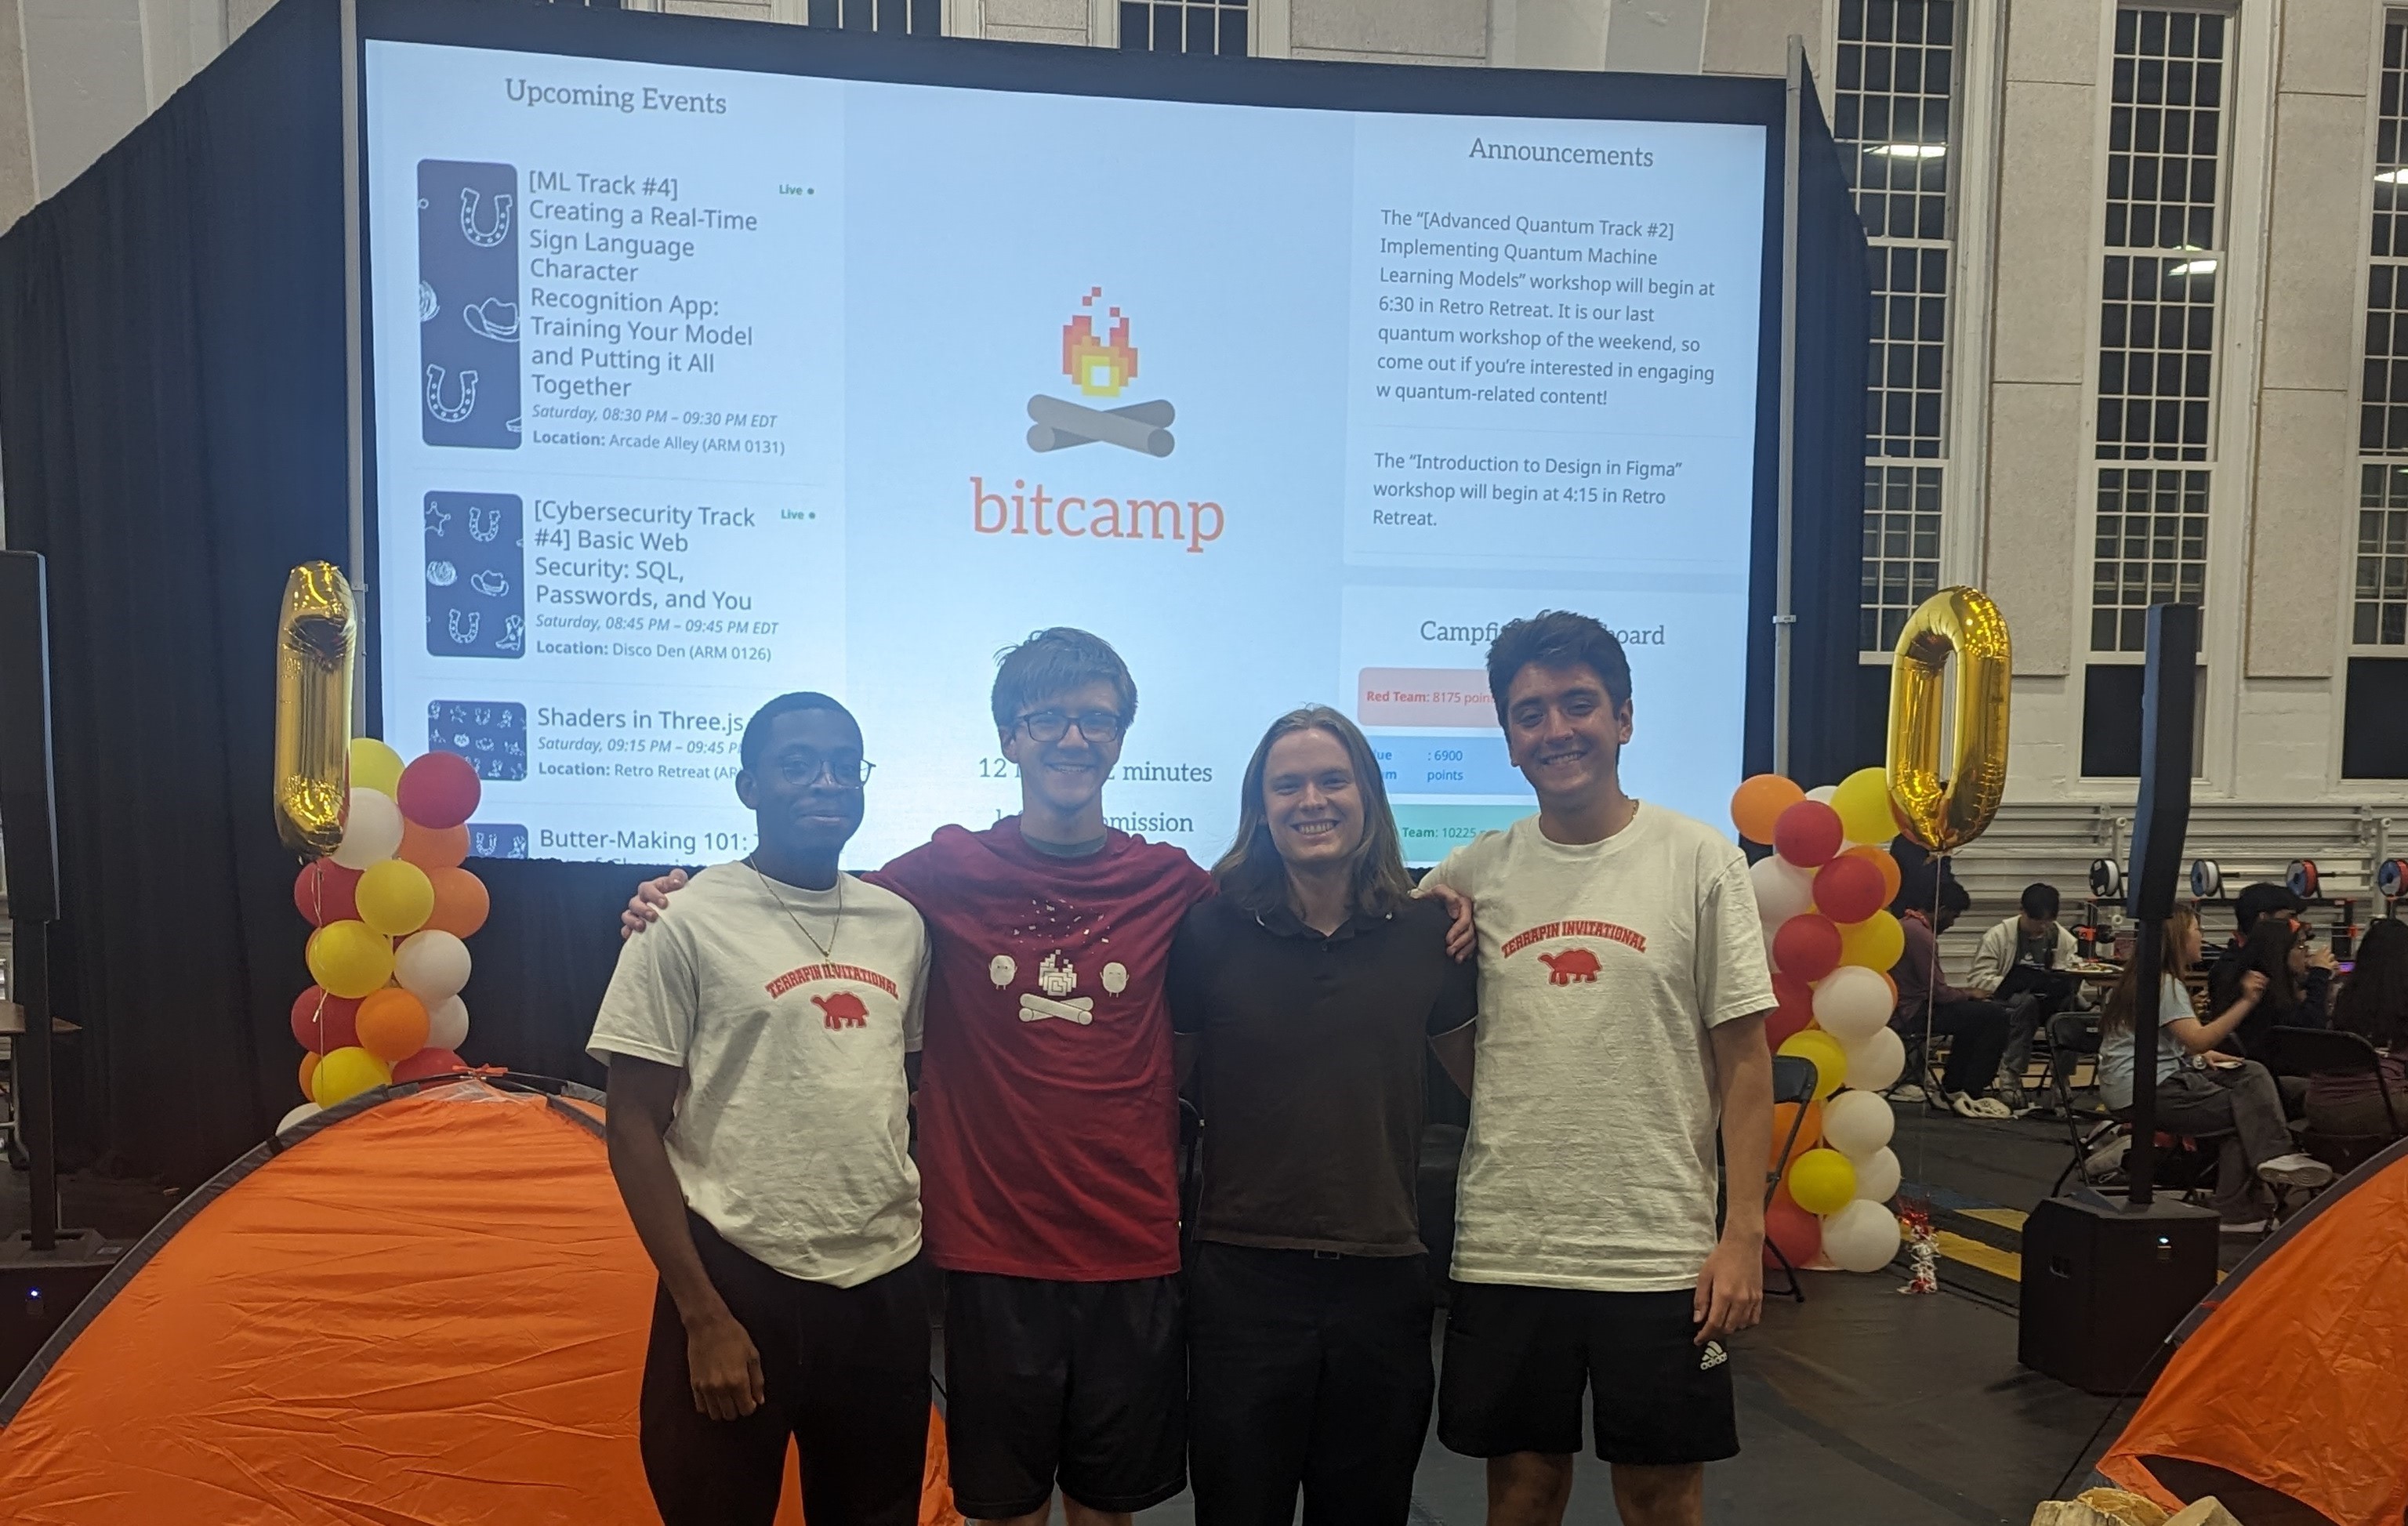 Upcoming Events
[ML Track #4]
Live
Creating a Real-Time
Sign Language
Character
Recognition App:
Training Your Model
and Putting it All
Together
Saturday, 08:30 PM – 09:30 PM EDT
Location: Arcade Alley (ARM 0131)
[Cybersecurity Track
Live
#4] Basic Web
Security: SQL,
Passwords, and You
Saturday, 08:45 PM – 09:45 PM EDT
Location: Disco Den (ARM 0126)
Shaders in Three.js
Saturday, 09:15 PM – 09:45
Location: Retro Retreat
Butter-Making 101:
bitcamp
12
minutes
Announcements
The “[Advanced Quantum Track #2]
Implementing Quantum Machine
Learning Models” workshop will begin at
6:30 in Retro Retreat. It is our last
quantum workshop of the weekend, so
come out if you’re interested in engaging
w quantum-related content!
The “Introduction to Design in Figma”
workshop will begin at 4:15 in Retro
Retreat.
Red Team: 8175
: 6900
points
Team: 10225
1
0
TERRAPIN INVITATIONAL
TERRAPIN INVITATIONAL
adidas